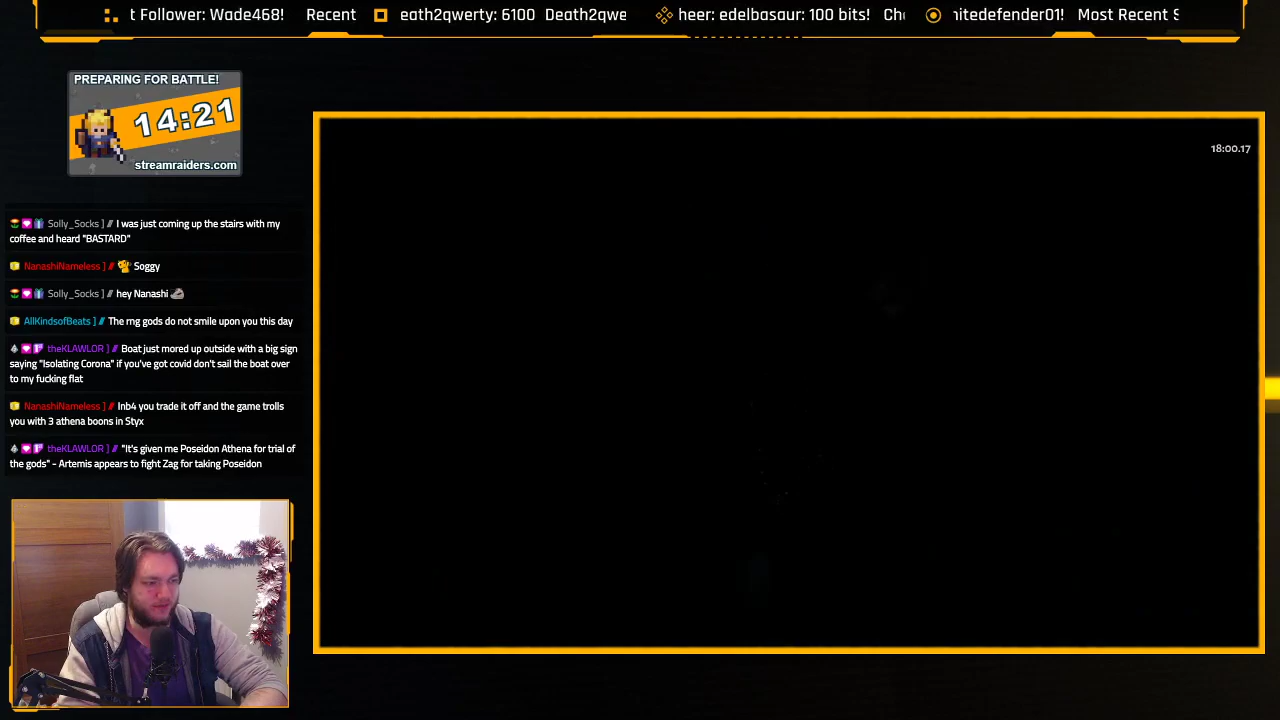 t Follower: Wade468! Recent eath2qwerty: 6100 Death2qwe heer: edelbasaur: 100 bits! Ch nitedefender01! Most Recent S
PREPARING FOR BATTLE!
14:21
streamraiders.com
18:00.17
Solly_Socks ] // I was just coming up the stairs with my
coffee and heard "BASTARD"
NanashiNameless ] // Soggy
Solly_Socks ] // hey Nanashi
AllKindsofBeats ] // The rng gods do not smile upon you this day
theKLAWLOR ] // Boat just mored up outside with a big sign
saying "Isolating Corona" if you've got covid don't sail the boat over
to my fucking flat
NanashiNameless ] // Inb4 you trade it off and the game trolls
you with 3 athena boons in Styx
theKLAWLOR ] // "It's given me Poseidon Athena for trial of
the gods" - Artemis appears to fight Zag for taking Poseidon